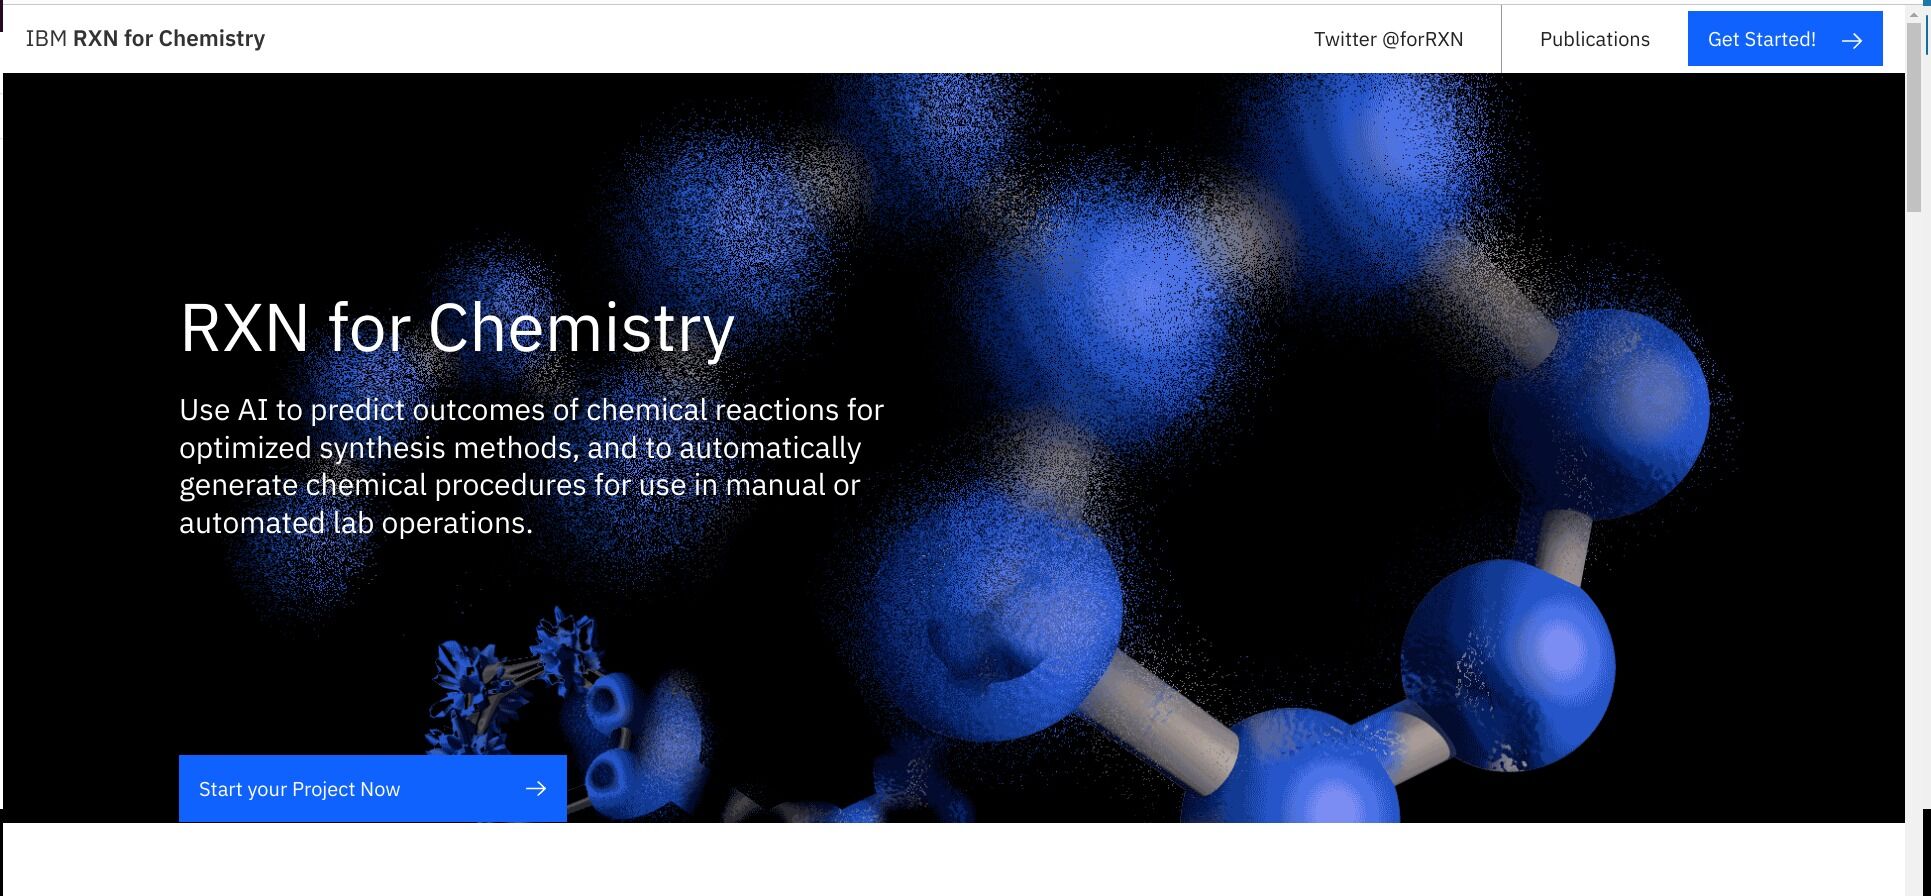 IBM RXN for Chemistry
Twitter @forRXN
Publications
Get Started!
RXN for Chemistry
Use AI to predict outcomes of chemical reactions for
optimized synthesis methods, and to automatically
generate chemical procedures for use in manual or
automated lab operations.
Start your Project Now